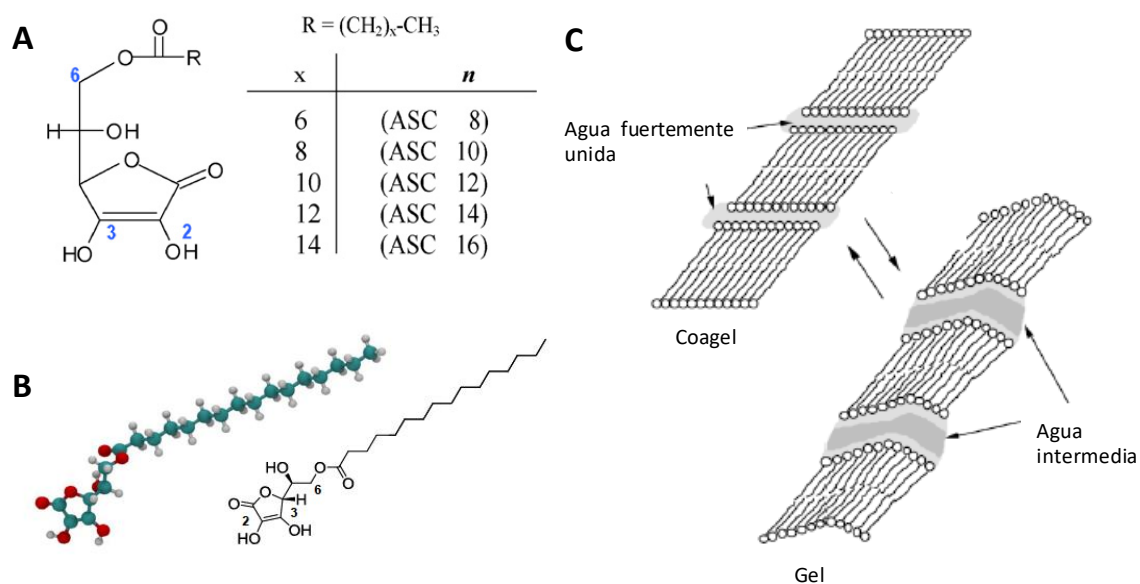 A
R = (CH2)x-CH3
x n
6 (ASC 8)
8 (ASC 10)
10 (ASC 12)
12 (ASC 14)
14 (ASC 16)
O
O R
6
H OH
O O
HO 3 2 OH
B
HO O
6 O
O O H
2 3
HO OH
C
Agua fuertemente
unida
Coagel
Agua
intermedia
Gel